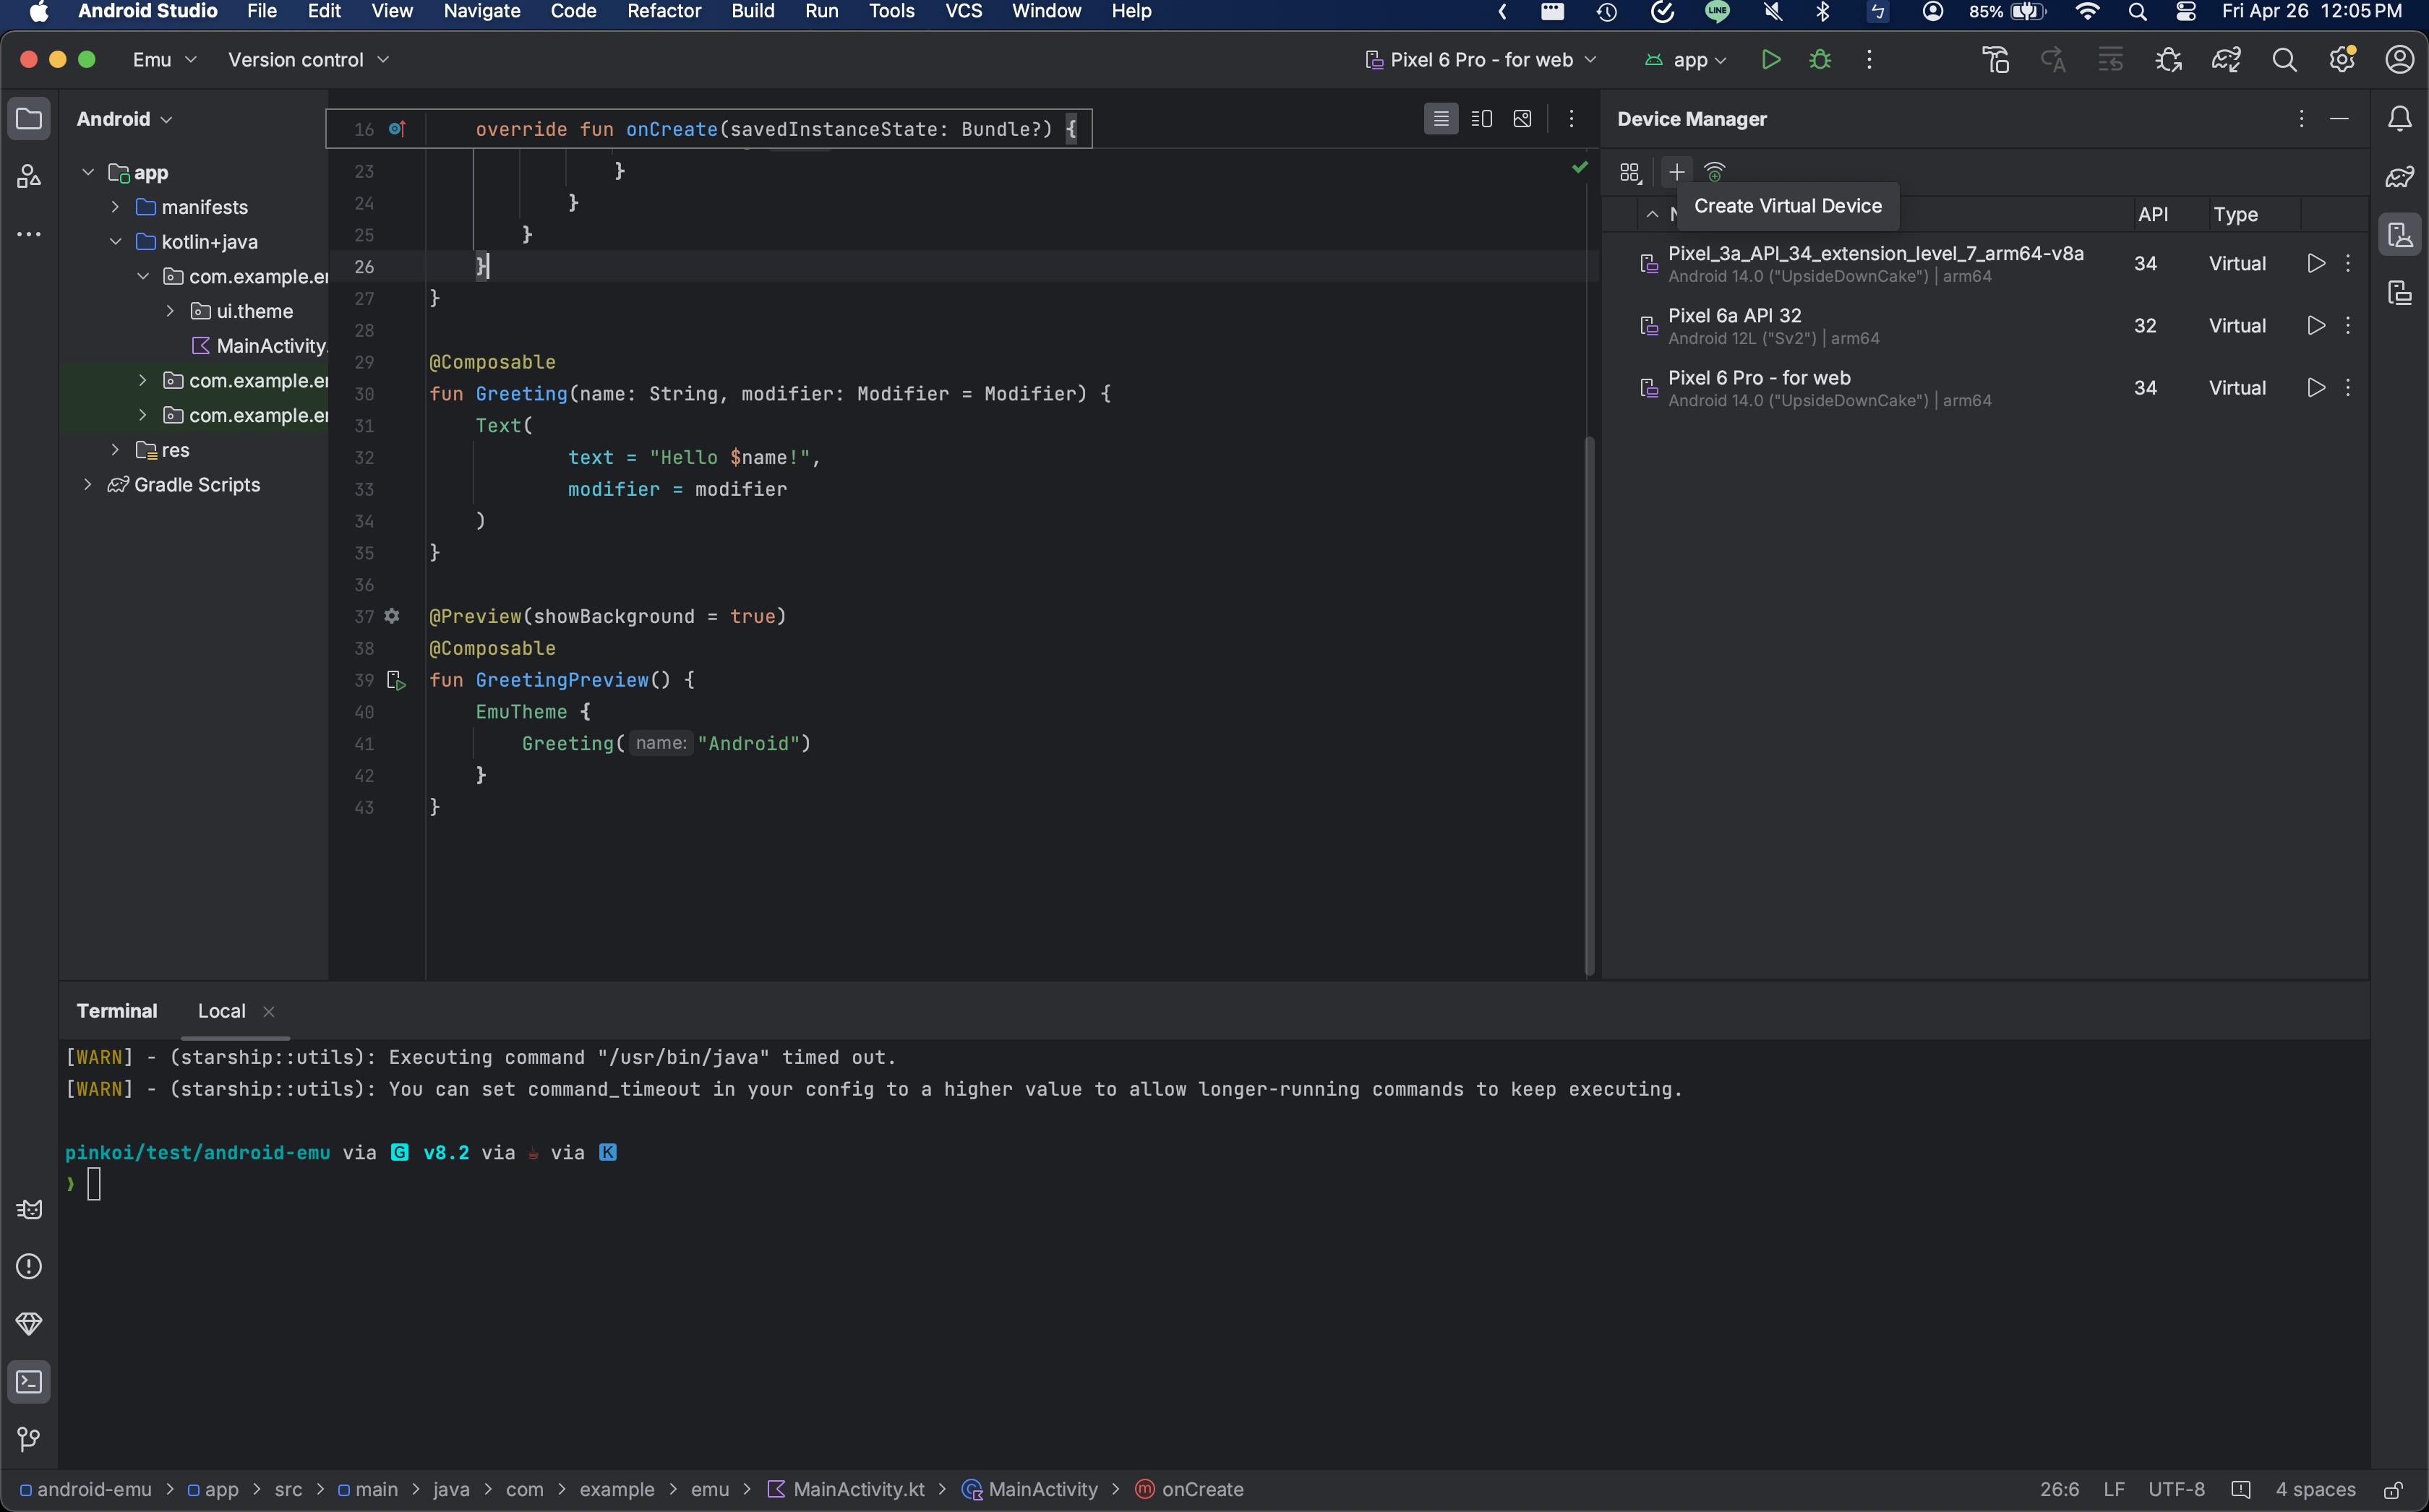 Android Studio File Edit View Navigate Code Refactor Build Run Tools VCS Window Help LINE 85% Fri Apr 26 12:05 PM
Emu Version control Pixel 6 Pro - for web app
Android
app
manifests
kotlin+java
com.example.er
ui.theme
MainActivity.
com.example.er
com.example.er
res
Gradle Scripts
16 override fun onCreate(savedInstanceState: Bundle?) {
23 }
24 }
25 }
26 }
27 }
28
29 @Composable
30 fun Greeting(name: String, modifier: Modifier = Modifier) {
31 Text(
32 text = "Hello $name!",
33 modifier = modifier
34 )
35 }
36
37 @Preview(showBackground = true)
38 @Composable
39 fun GreetingPreview() {
40 EmuTheme {
41 Greeting( name: "Android")
42 }
43 }
Device Manager
Create Virtual Device
API Type
Pixel_3a_API_34_extension_level_7_arm64-v8a 34 Virtual
Android 14.0 ("UpsideDownCake") | arm64
Pixel 6a API 32 32 Virtual
Android 12L ("Sv2") | arm64
Pixel 6 Pro - for web 34 Virtual
Android 14.0 ("UpsideDownCake") | arm64
Terminal Local
[WARN] - (starship::utils): Executing command "/usr/bin/java" timed out.
[WARN] - (starship::utils): You can set command_timeout in your config to a higher value to allow longer-running commands to keep executing.
pinkoi/test/android-emu via G v8.2 via ☕ via K
❯
android-emu > app > src > main > java > com > example > emu > MainActivity.kt > MainActivity > m onCreate 26:6 LF UTF-8 4 spaces